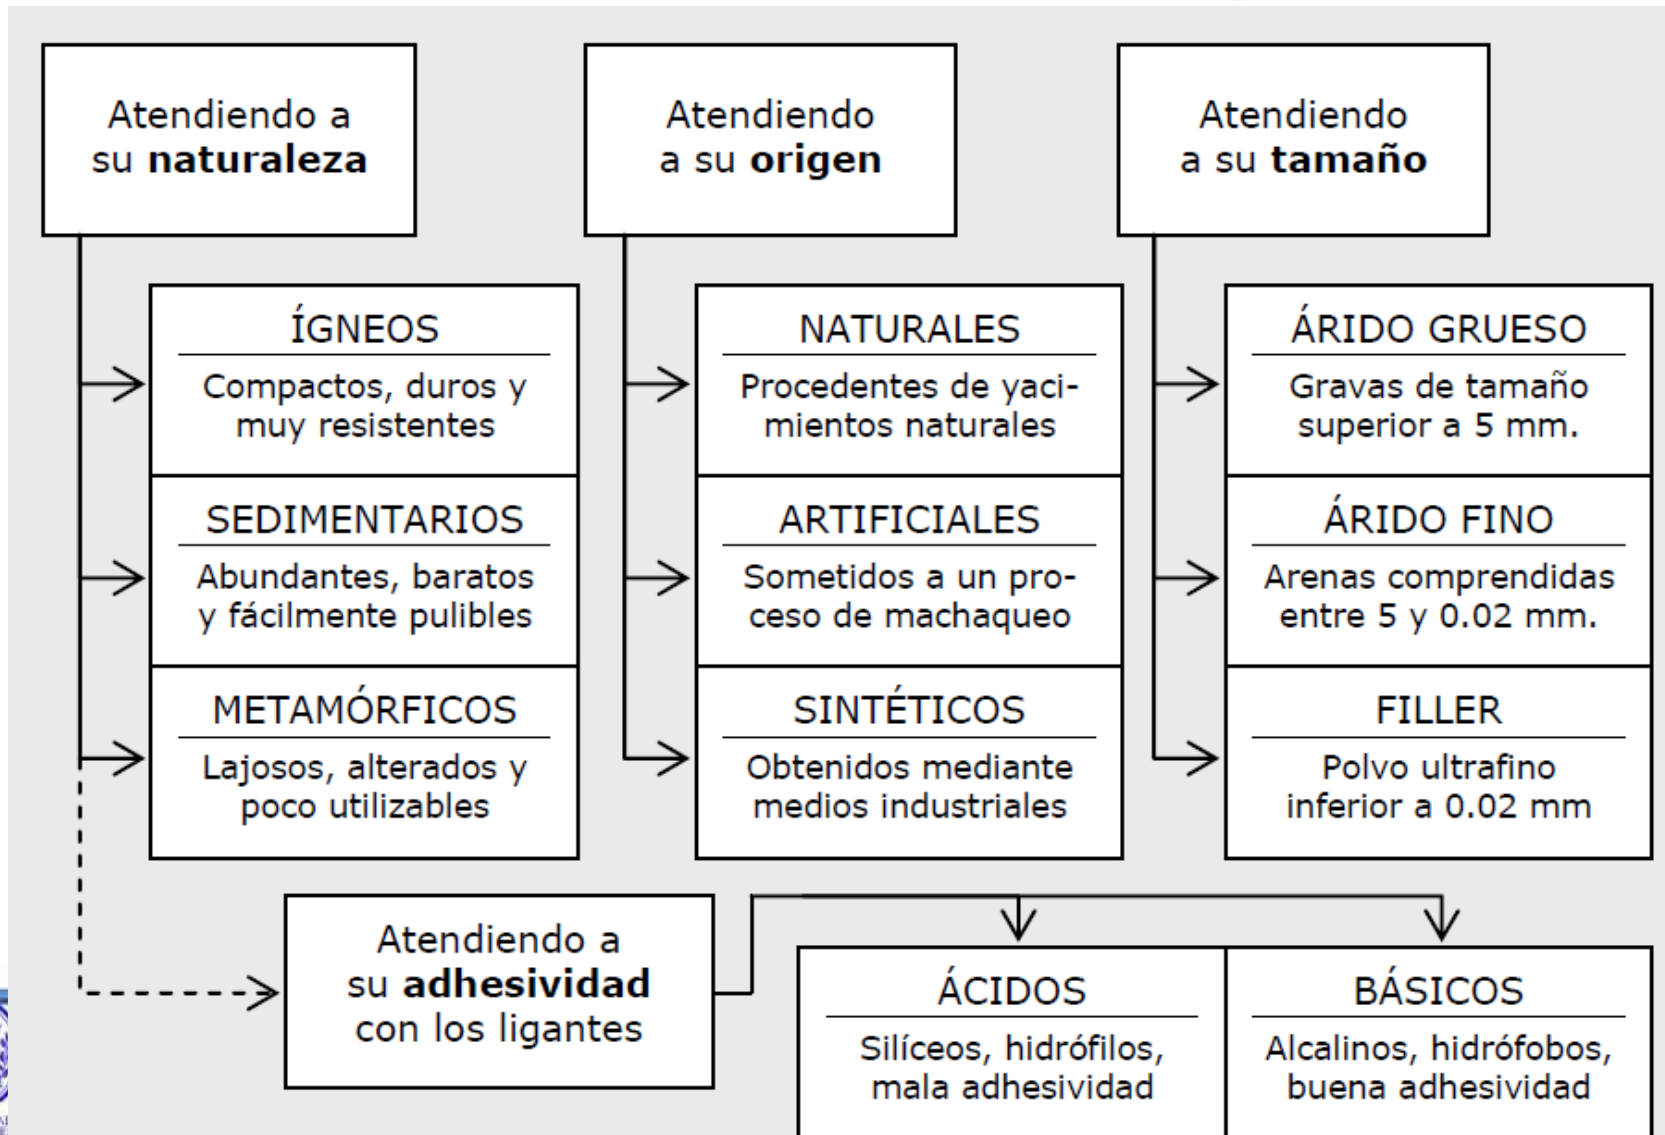 Atendiendo a
su naturaleza
Atendiendo
a su origen
Atendiendo
a su tamaño
ÍGNEOS
Compactos, duros y
muy resistentes
SEDIMENTARIOS
Abundantes, baratos
y fácilmente pulibles
METAMÓRFICOS
Lajosos, alterados y
poco utilizables
NATURALES
Procedentes de yaci-
mientos naturales
ARTIFICIALES
Sometidos a un pro-
ceso de machaqueo
SINTÉTICOS
Obtenidos mediante
medios industriales
ÁRIDO GRUESO
Gravas de tamaño
superior a 5 mm.
ÁRIDO FINO
Arenas comprendidas
entre 5 y 0.02 mm.
FILLER
Polvo ultrafino
inferior a 0.02 mm
Atendiendo a
su adhesividad
con los ligantes
ÁCIDOS
Silíceos, hidrófilos,
mala adhesividad
BÁSICOS
Alcalinos, hidrófobos,
buena adhesividad